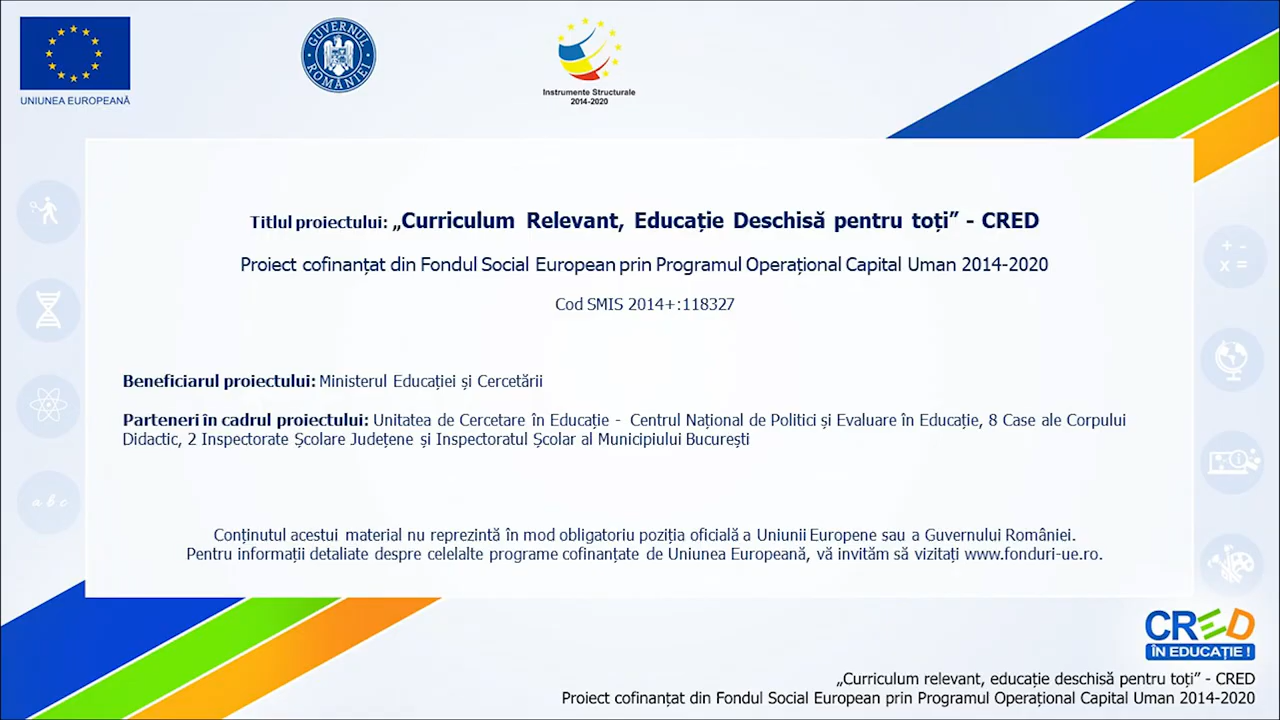 UNIUNEA EUROPEANĂ
GUVERNUL ROMÂNIEI
Instrumente Structurale
2014-2020
Titlul proiectului: „Curriculum Relevant, Educație Deschisă pentru toți” - CRED
Proiect cofinanțat din Fondul Social European prin Programul Operațional Capital Uman 2014-2020
Cod SMIS 2014+:118327
Beneficiarul proiectului: Ministerul Educației și Cercetării
Parteneri în cadrul proiectului: Unitatea de Cercetare în Educație - Centrul Național de Politici și Evaluare în Educație, 8 Case ale Corpului
Didactic, 2 Inspectorate Școlare Județene și Inspectoratul Școlar al Municipiului București
Conținutul acestui material nu reprezintă în mod obligatoriu poziția oficială a Uniunii Europene sau a Guvernului României.
Pentru informații detaliate despre celelalte programe cofinanțate de Uniunea Europeană, vă invităm să vizitați www.fonduri-ue.ro.
+ -
x =
a b c
CRED
ÎN EDUCAȚIE !
„Curriculum relevant, educație deschisă pentru toți” - CRED
Proiect cofinanțat din Fondul Social European prin Programul Operațional Capital Uman 2014-2020